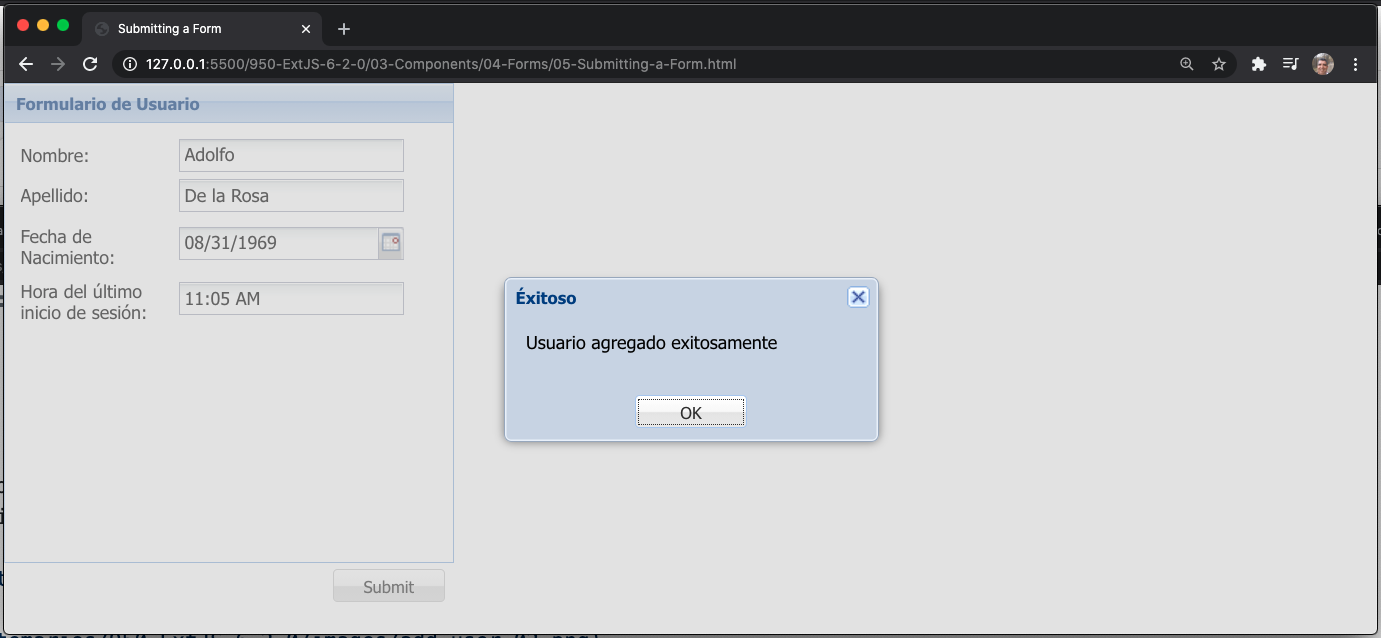 Submitting a Form
127.0.0.1:5500/950-ExtJS-6-2-0/03-Components/04-Forms/05-Submitting-a-Form.html
Formulario de Usuario
Nombre: Adolfo
Apellido: De la Rosa
Fecha de
Nacimiento: 08/31/1969
Hora del último
inicio de sesión: 11:05 AM
Éxitoso
Usuario agregado exitosamente
OK
Submit